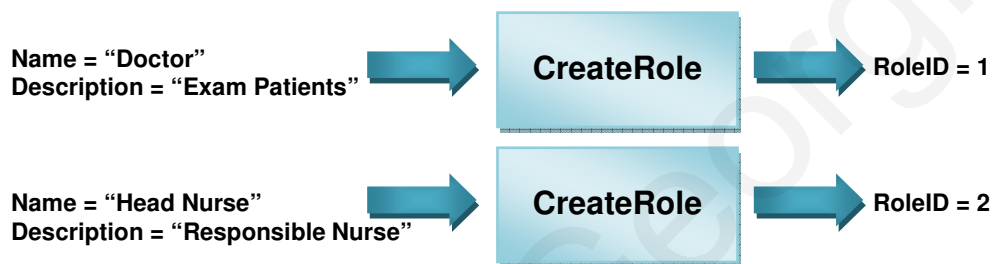 Name = “Doctor”
Description = “Exam Patients”
CreateRole
RoleID = 1
Name = “Head Nurse”
Description = “Responsible Nurse”
CreateRole
RoleID = 2